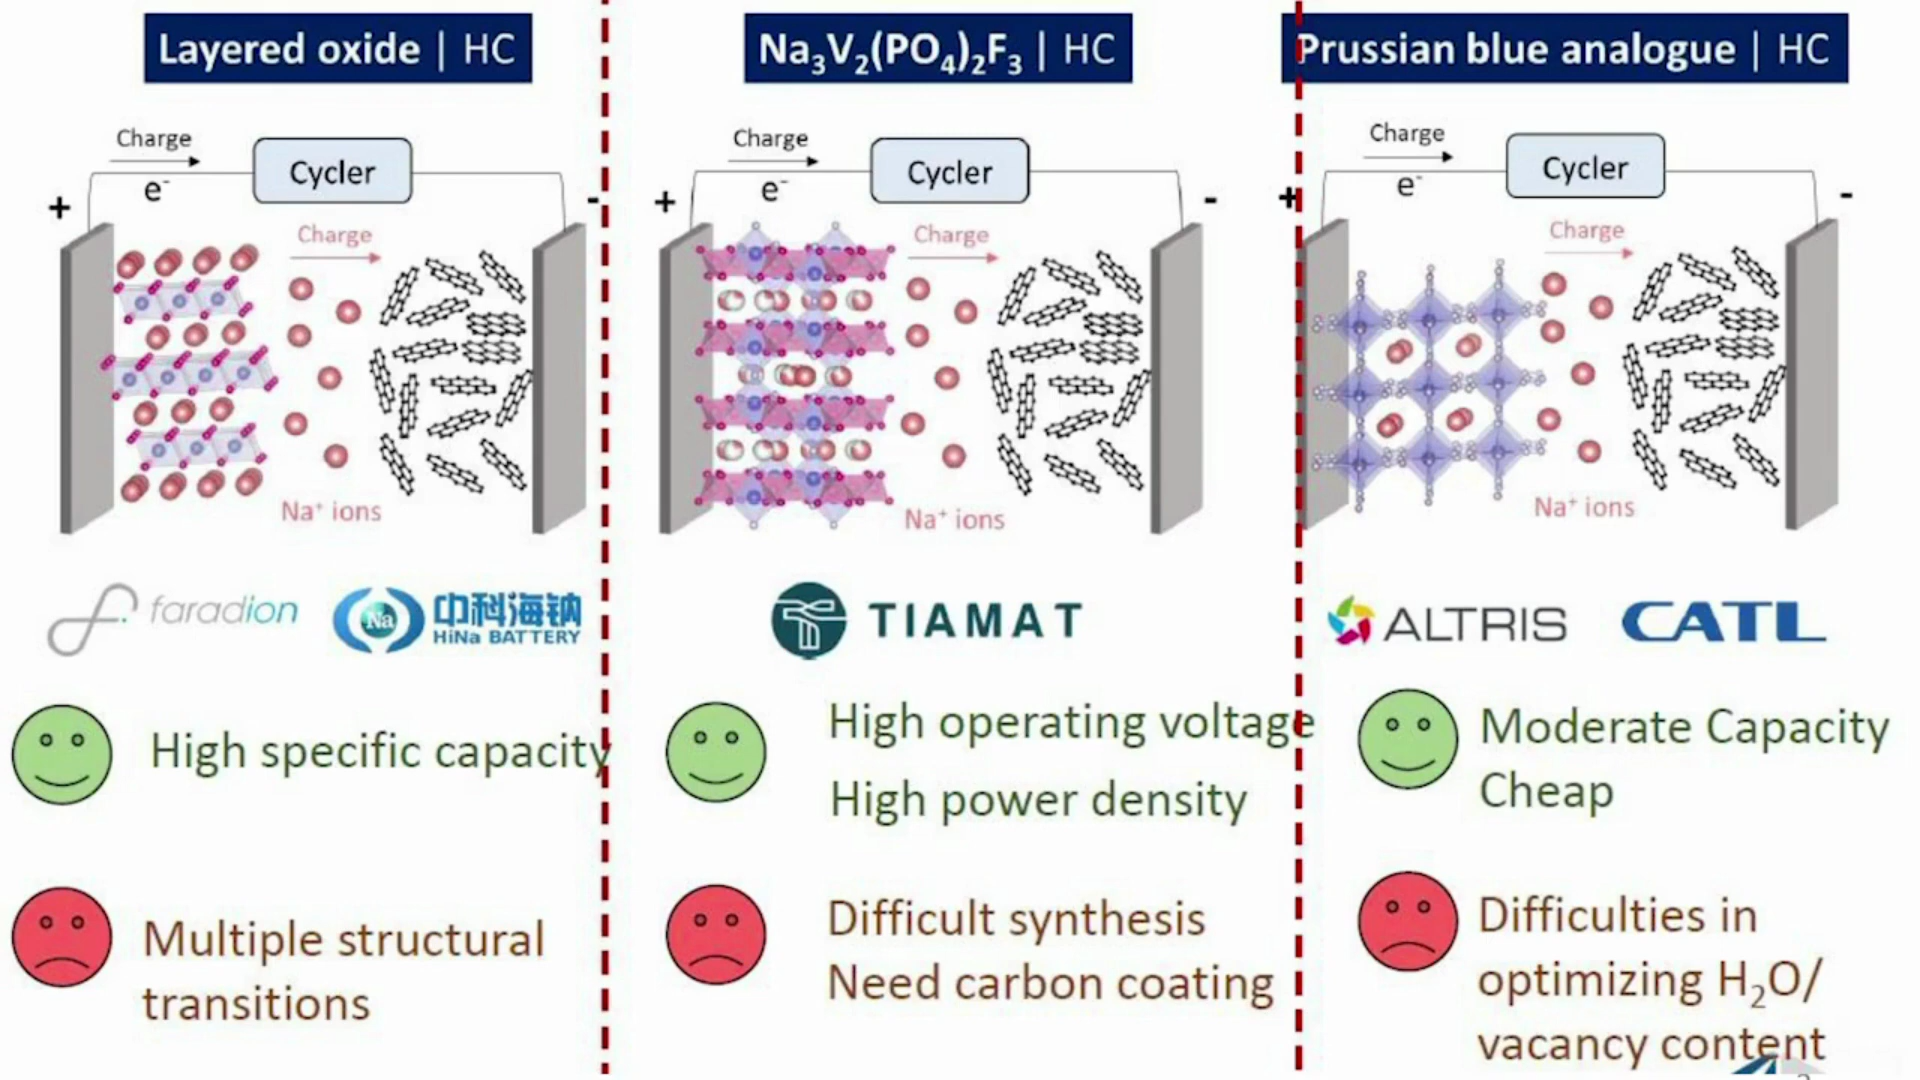 Layered oxide | HC
Charge
e⁻
Cycler
+
-
Charge
Na⁺ ions
faradion
Na
中科海钠
HiNa BATTERY
High specific capacity
Multiple structural
transitions
Na₃V₂(PO₄)₂F₃ | HC
Charge
e⁻
Cycler
+
-
Charge
Na⁺ ions
TIAMAT
High operating voltage
High power density
Difficult synthesis
Need carbon coating
Prussian blue analogue | HC
Charge
e⁻
Cycler
+
-
Charge
Na⁺ ions
ALTRIS
CATL
Moderate Capacity
Cheap
Difficulties in
optimizing H₂O/
vacancy content